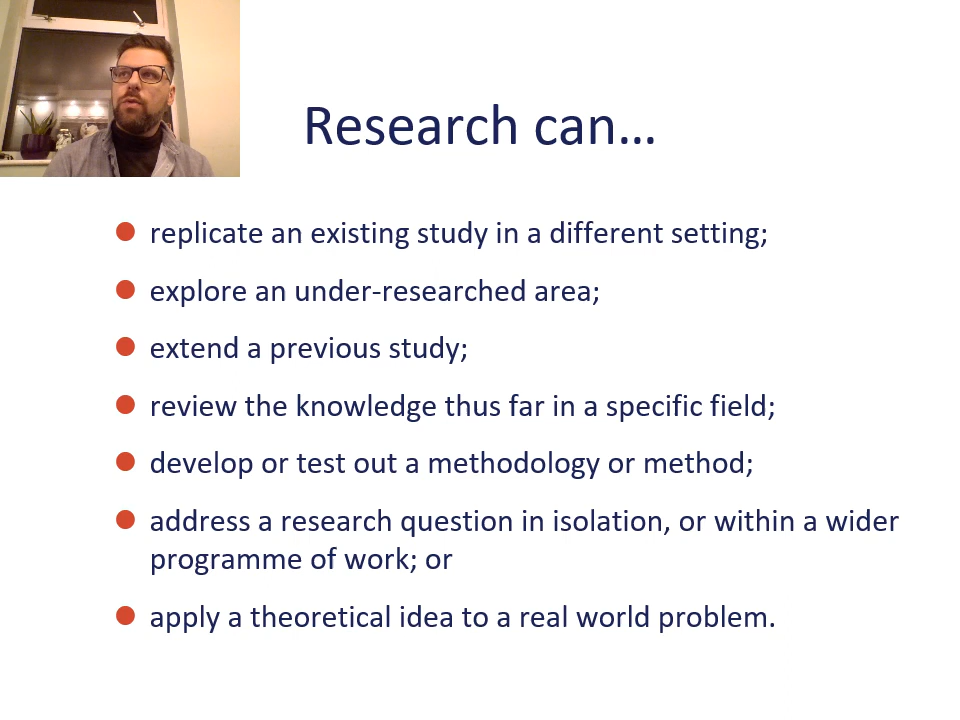 Research can…
replicate an existing study in a different setting;
explore an under-researched area;
extend a previous study;
review the knowledge thus far in a specific field;
develop or test out a methodology or method;
address a research question in isolation, or within a wider
programme of work; or
apply a theoretical idea to a real world problem.